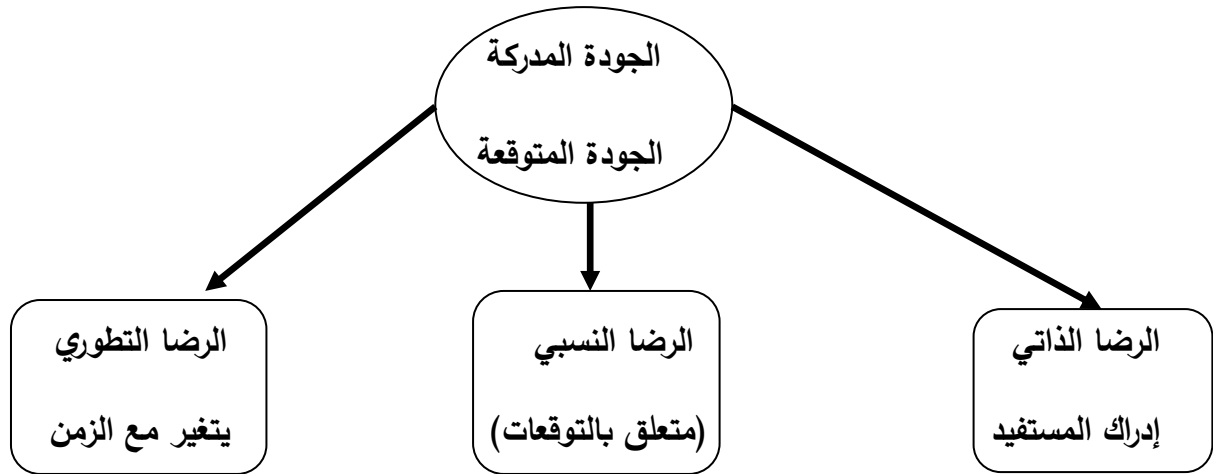 الجودة المدركة
الجودة المتوقعة
الرضا الذاتي
إدراك المستفيد
الرضا النسبي
(متعلق بالتوقعات)
الرضا التطوري
يتغير مع الزمن